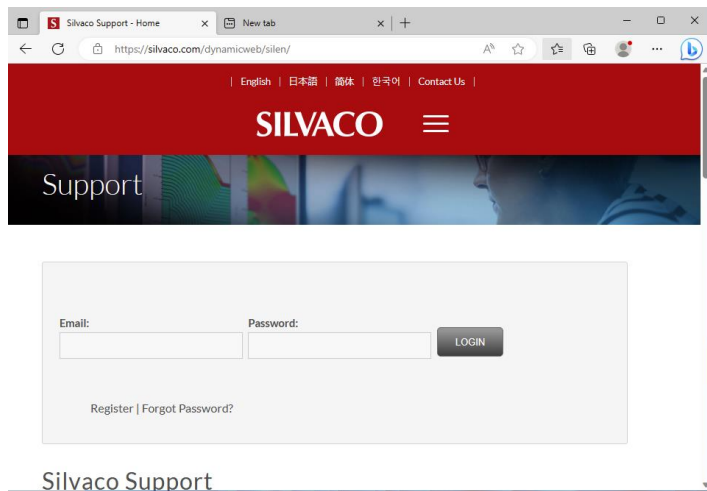 Silvaco Support - Home
New tab
https://silvaco.com/dynamicweb/silen/
| English | 日本語 | 简体 | 한국어 | Contact Us |
SILVACO
Support
Email:
Password:
LOGIN
Register | Forgot Password?
Silvaco Support